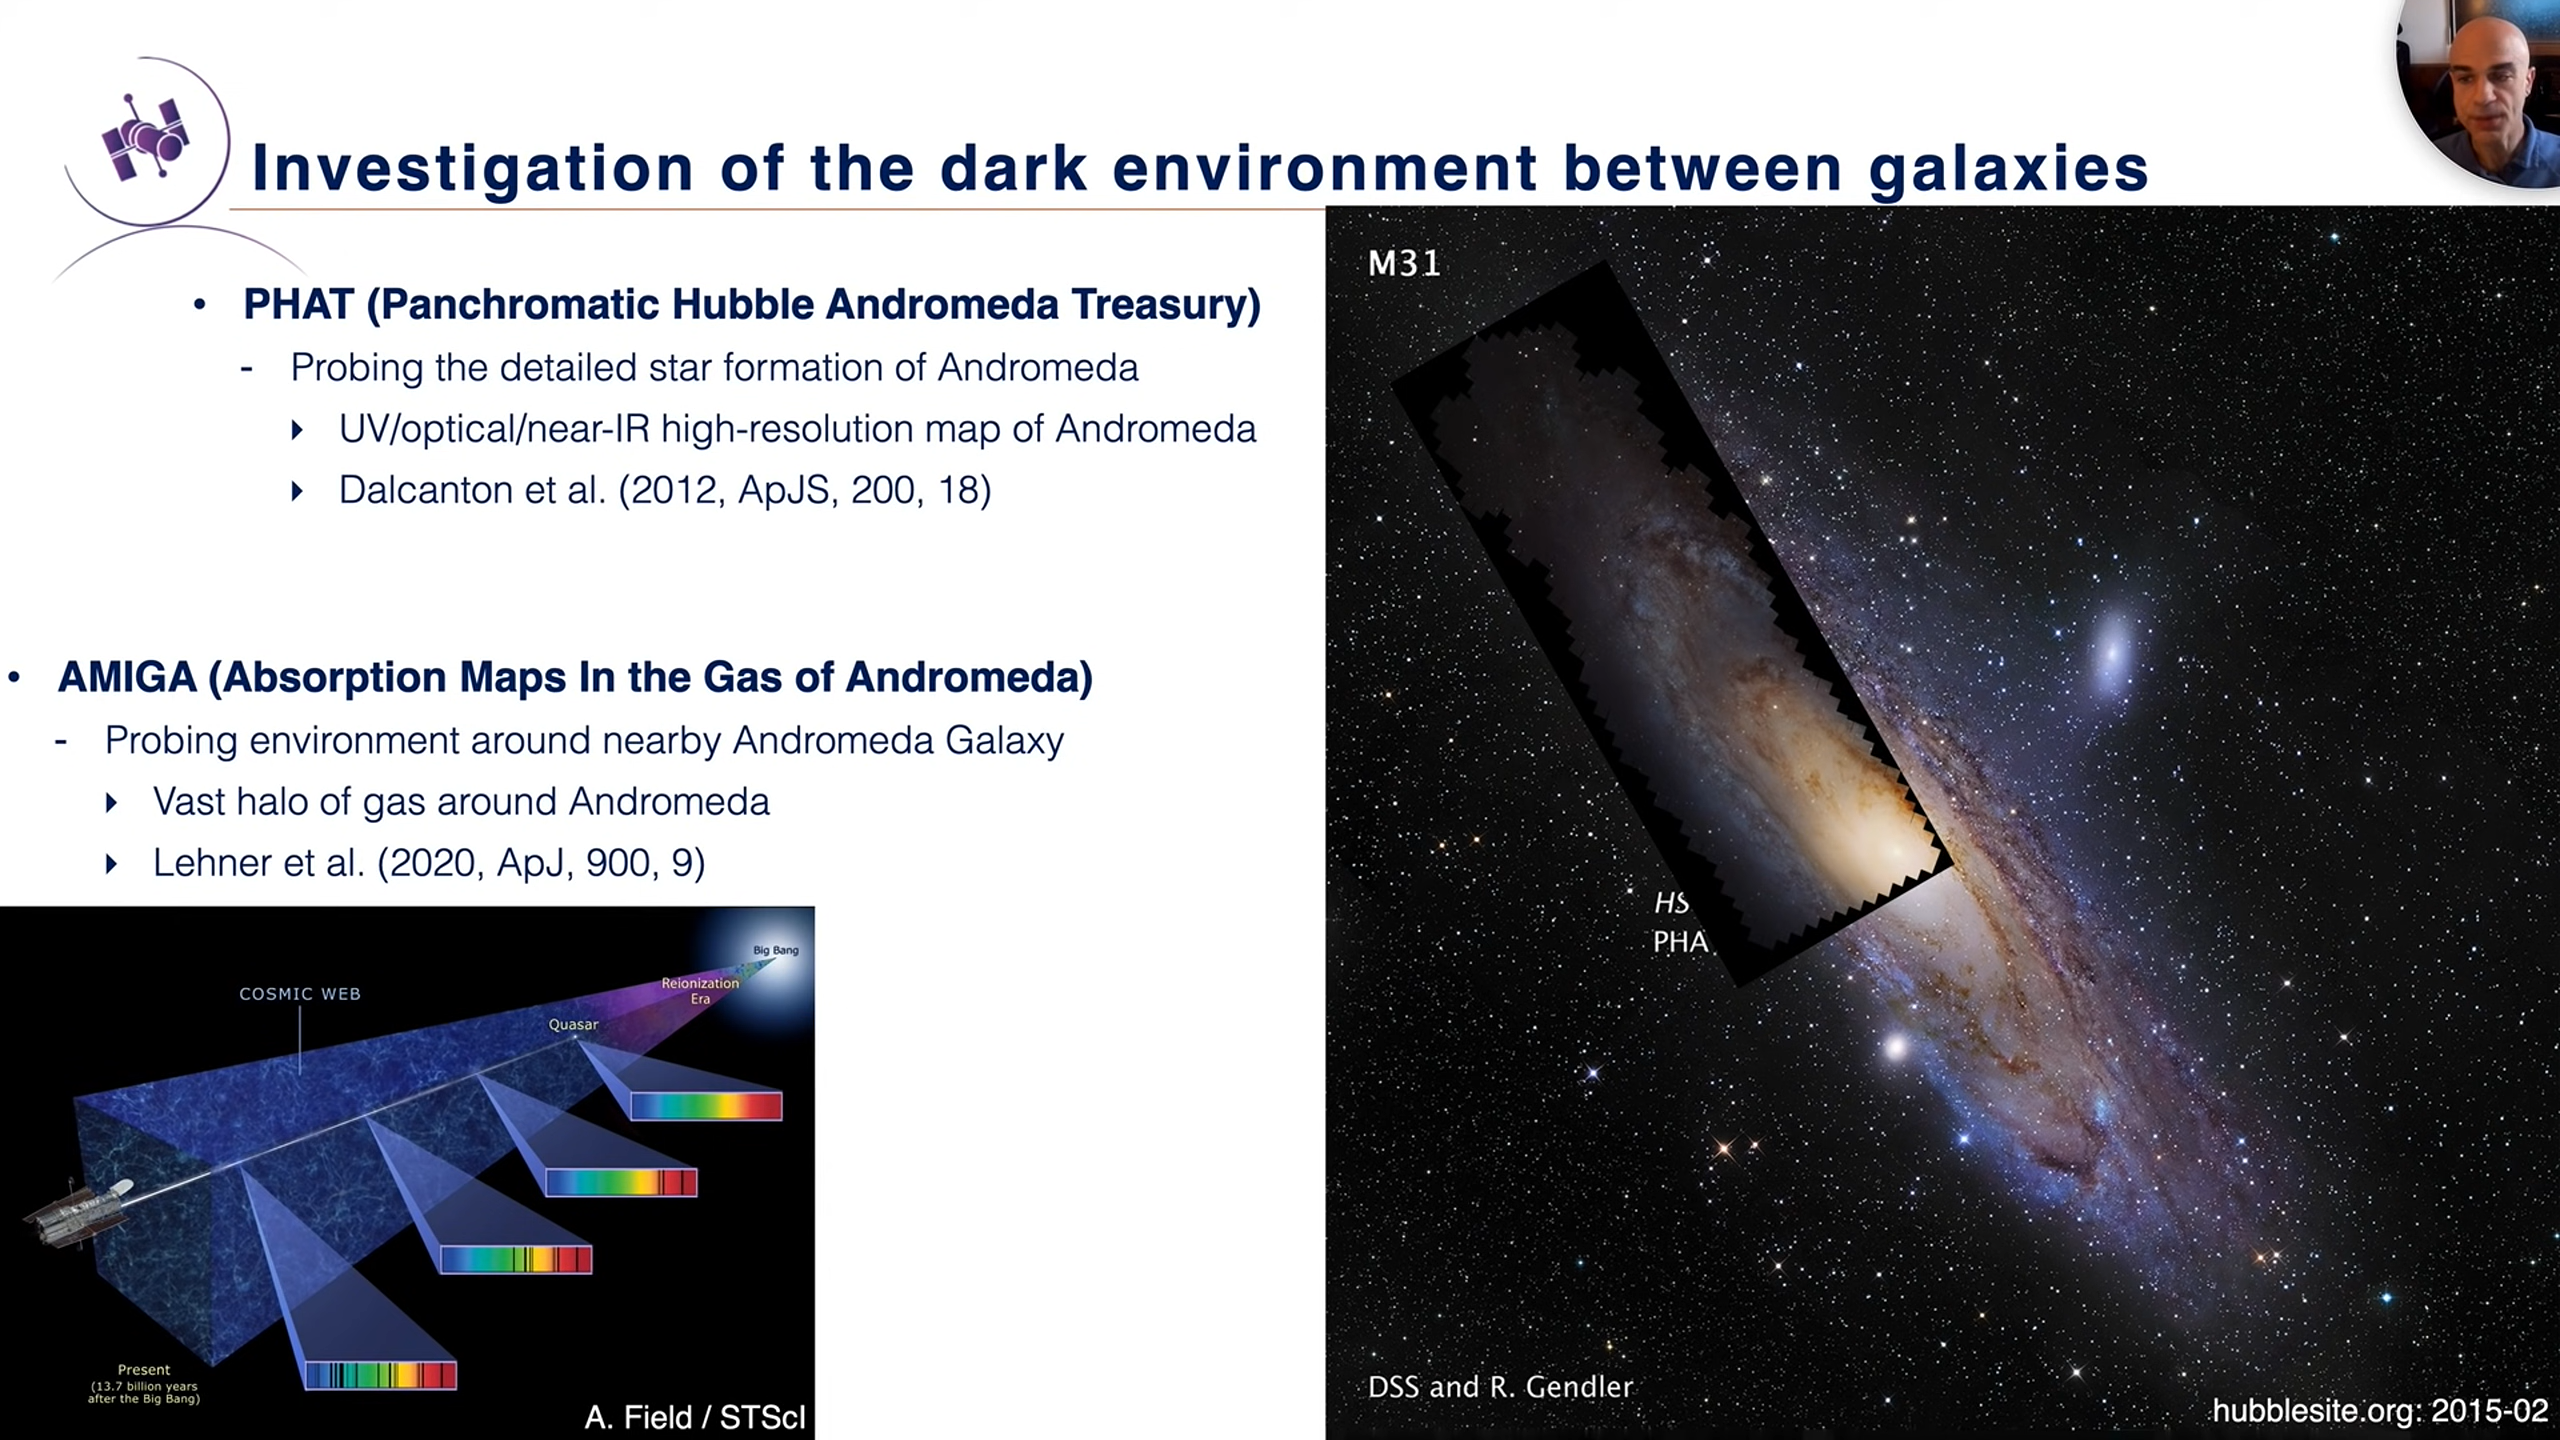 Investigation of the dark environment between galaxies
• PHAT (Panchromatic Hubble Andromeda Treasury)
- Probing the detailed star formation of Andromeda
‣ UV/optical/near-IR high-resolution map of Andromeda
‣ Dalcanton et al. (2012, ApJS, 200, 18)
• AMIGA (Absorption Maps In the Gas of Andromeda)
- Probing environment around nearby Andromeda Galaxy
‣ Vast halo of gas around Andromeda
‣ Lehner et al. (2020, ApJ, 900, 9)
Big Bang
Reionization
Era
COSMIC WEB
Quasar
Present
(13.7 billion years
after the Big Bang)
A. Field / STScI
M31
HS
PHA
DSS and R. Gendler
hubblesite.org: 2015-02